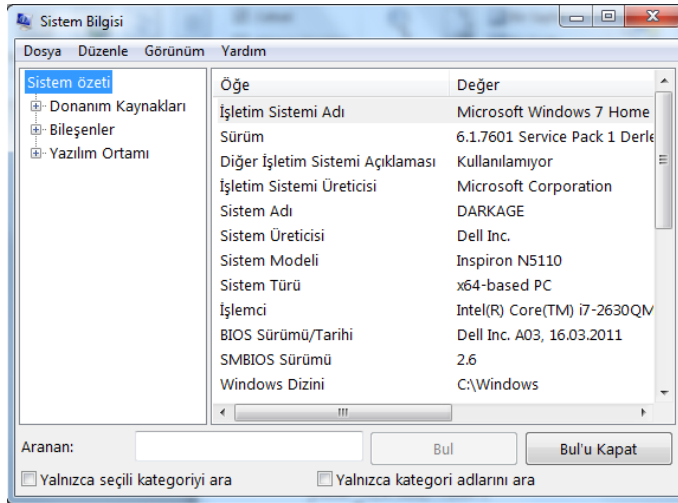 Sistem Bilgisi
Dosya Düzenle Görünüm Yardım
Sistem özeti
Donanım Kaynakları
Bileşenler
Yazılım Ortamı
Öğe Değer
İşletim Sistemi Adı Microsoft Windows 7 Home
Sürüm 6.1.7601 Service Pack 1 Derle
Diğer İşletim Sistemi Açıklaması Kullanılamıyor
İşletim Sistemi Üreticisi Microsoft Corporation
Sistem Adı DARKAGE
Sistem Üreticisi Dell Inc.
Sistem Modeli Inspiron N5110
Sistem Türü x64-based PC
İşlemci Intel(R) Core(TM) i7-2630QM
BIOS Sürümü/Tarihi Dell Inc. A03, 16.03.2011
SMBIOS Sürümü 2.6
Windows Dizini C:\Windows
Aranan: Bul Bul'u Kapat
Yalnızca seçili kategoriyi ara Yalnızca kategori adlarını ara